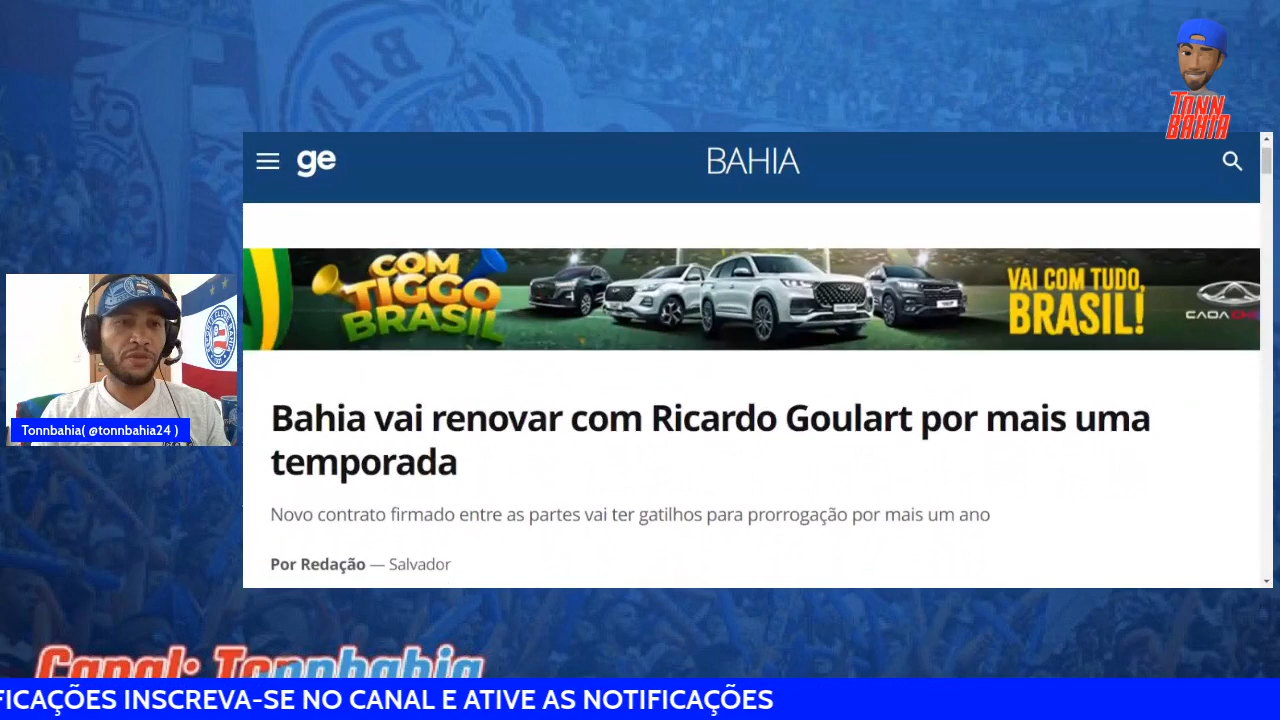 TONN
BAHIA
ge
BAHIA
COM
TIGGO
BRASIL
VAI COM TUDO,
BRASIL!
CAOA
Bahia vai renovar com Ricardo Goulart por mais uma
temporada
Novo contrato firmado entre as partes vai ter gatilhos para prorrogação por mais um ano
Por Redação — Salvador
Tonnbahia( @tonnbahia24 )
Canal: Tonnbahia
FICAÇÕES INSCREVA-SE NO CANAL E ATIVE AS NOTIFICAÇÕES